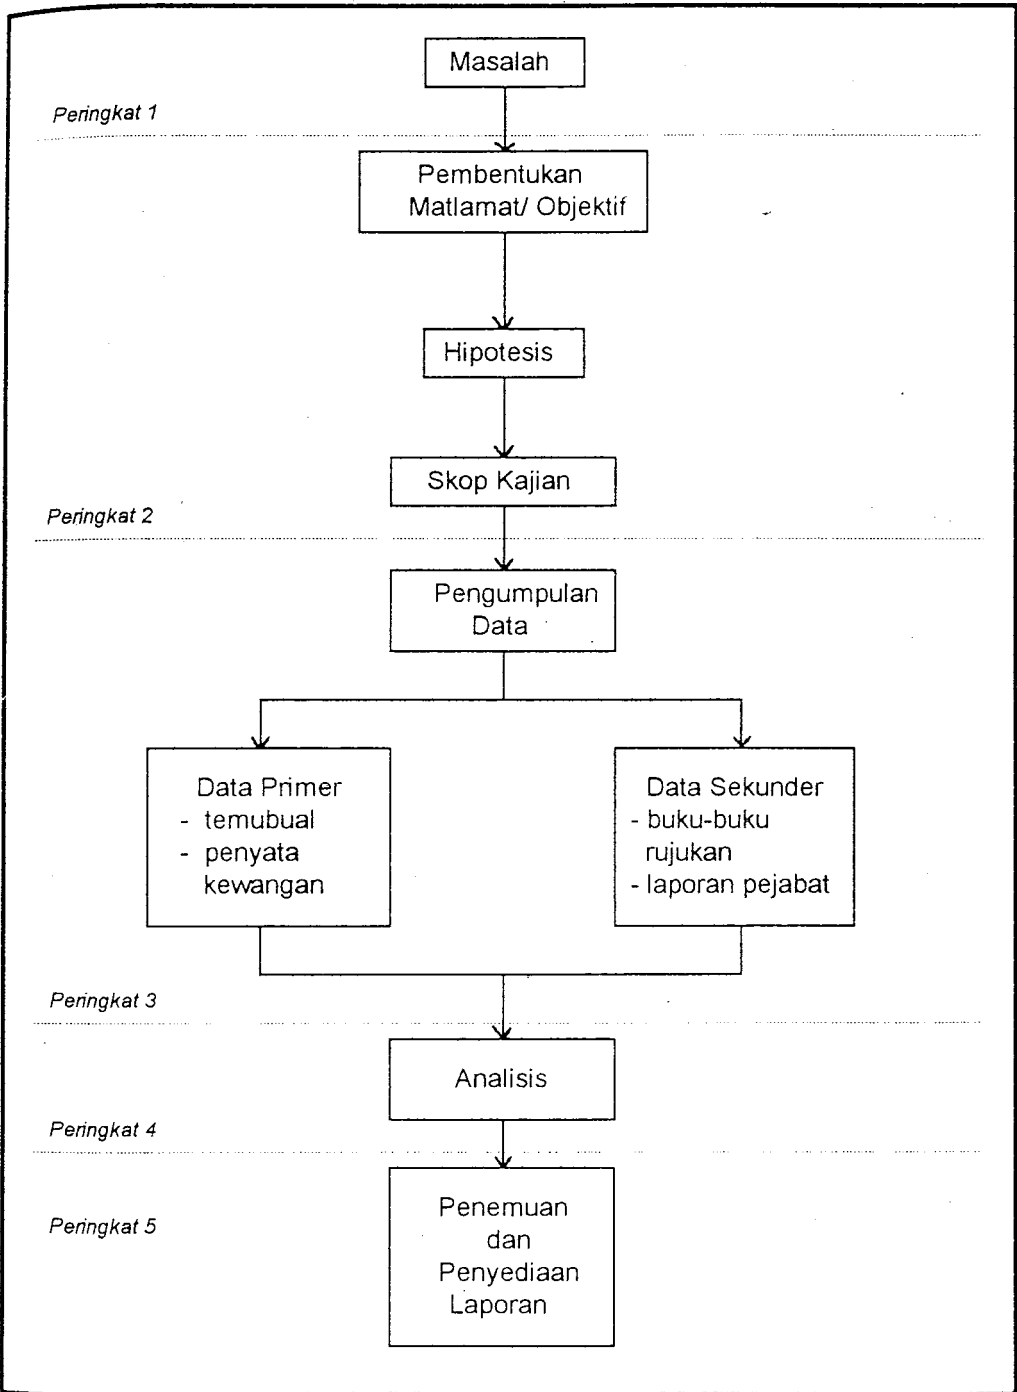 Masalah
Peringkat 1
Pembentukan
Matlamat/ Objektif
Hipotesis
Skop Kajian
Peringkat 2
Pengumpulan
Data
Data Primer
- temubual
- penyata
kewangan
Data Sekunder
- buku-buku
rujukan
- laporan pejabat
Peringkat 3
Analisis
Peringkat 4
Peringkat 5
Penemuan
dan
Penyediaan
Laporan